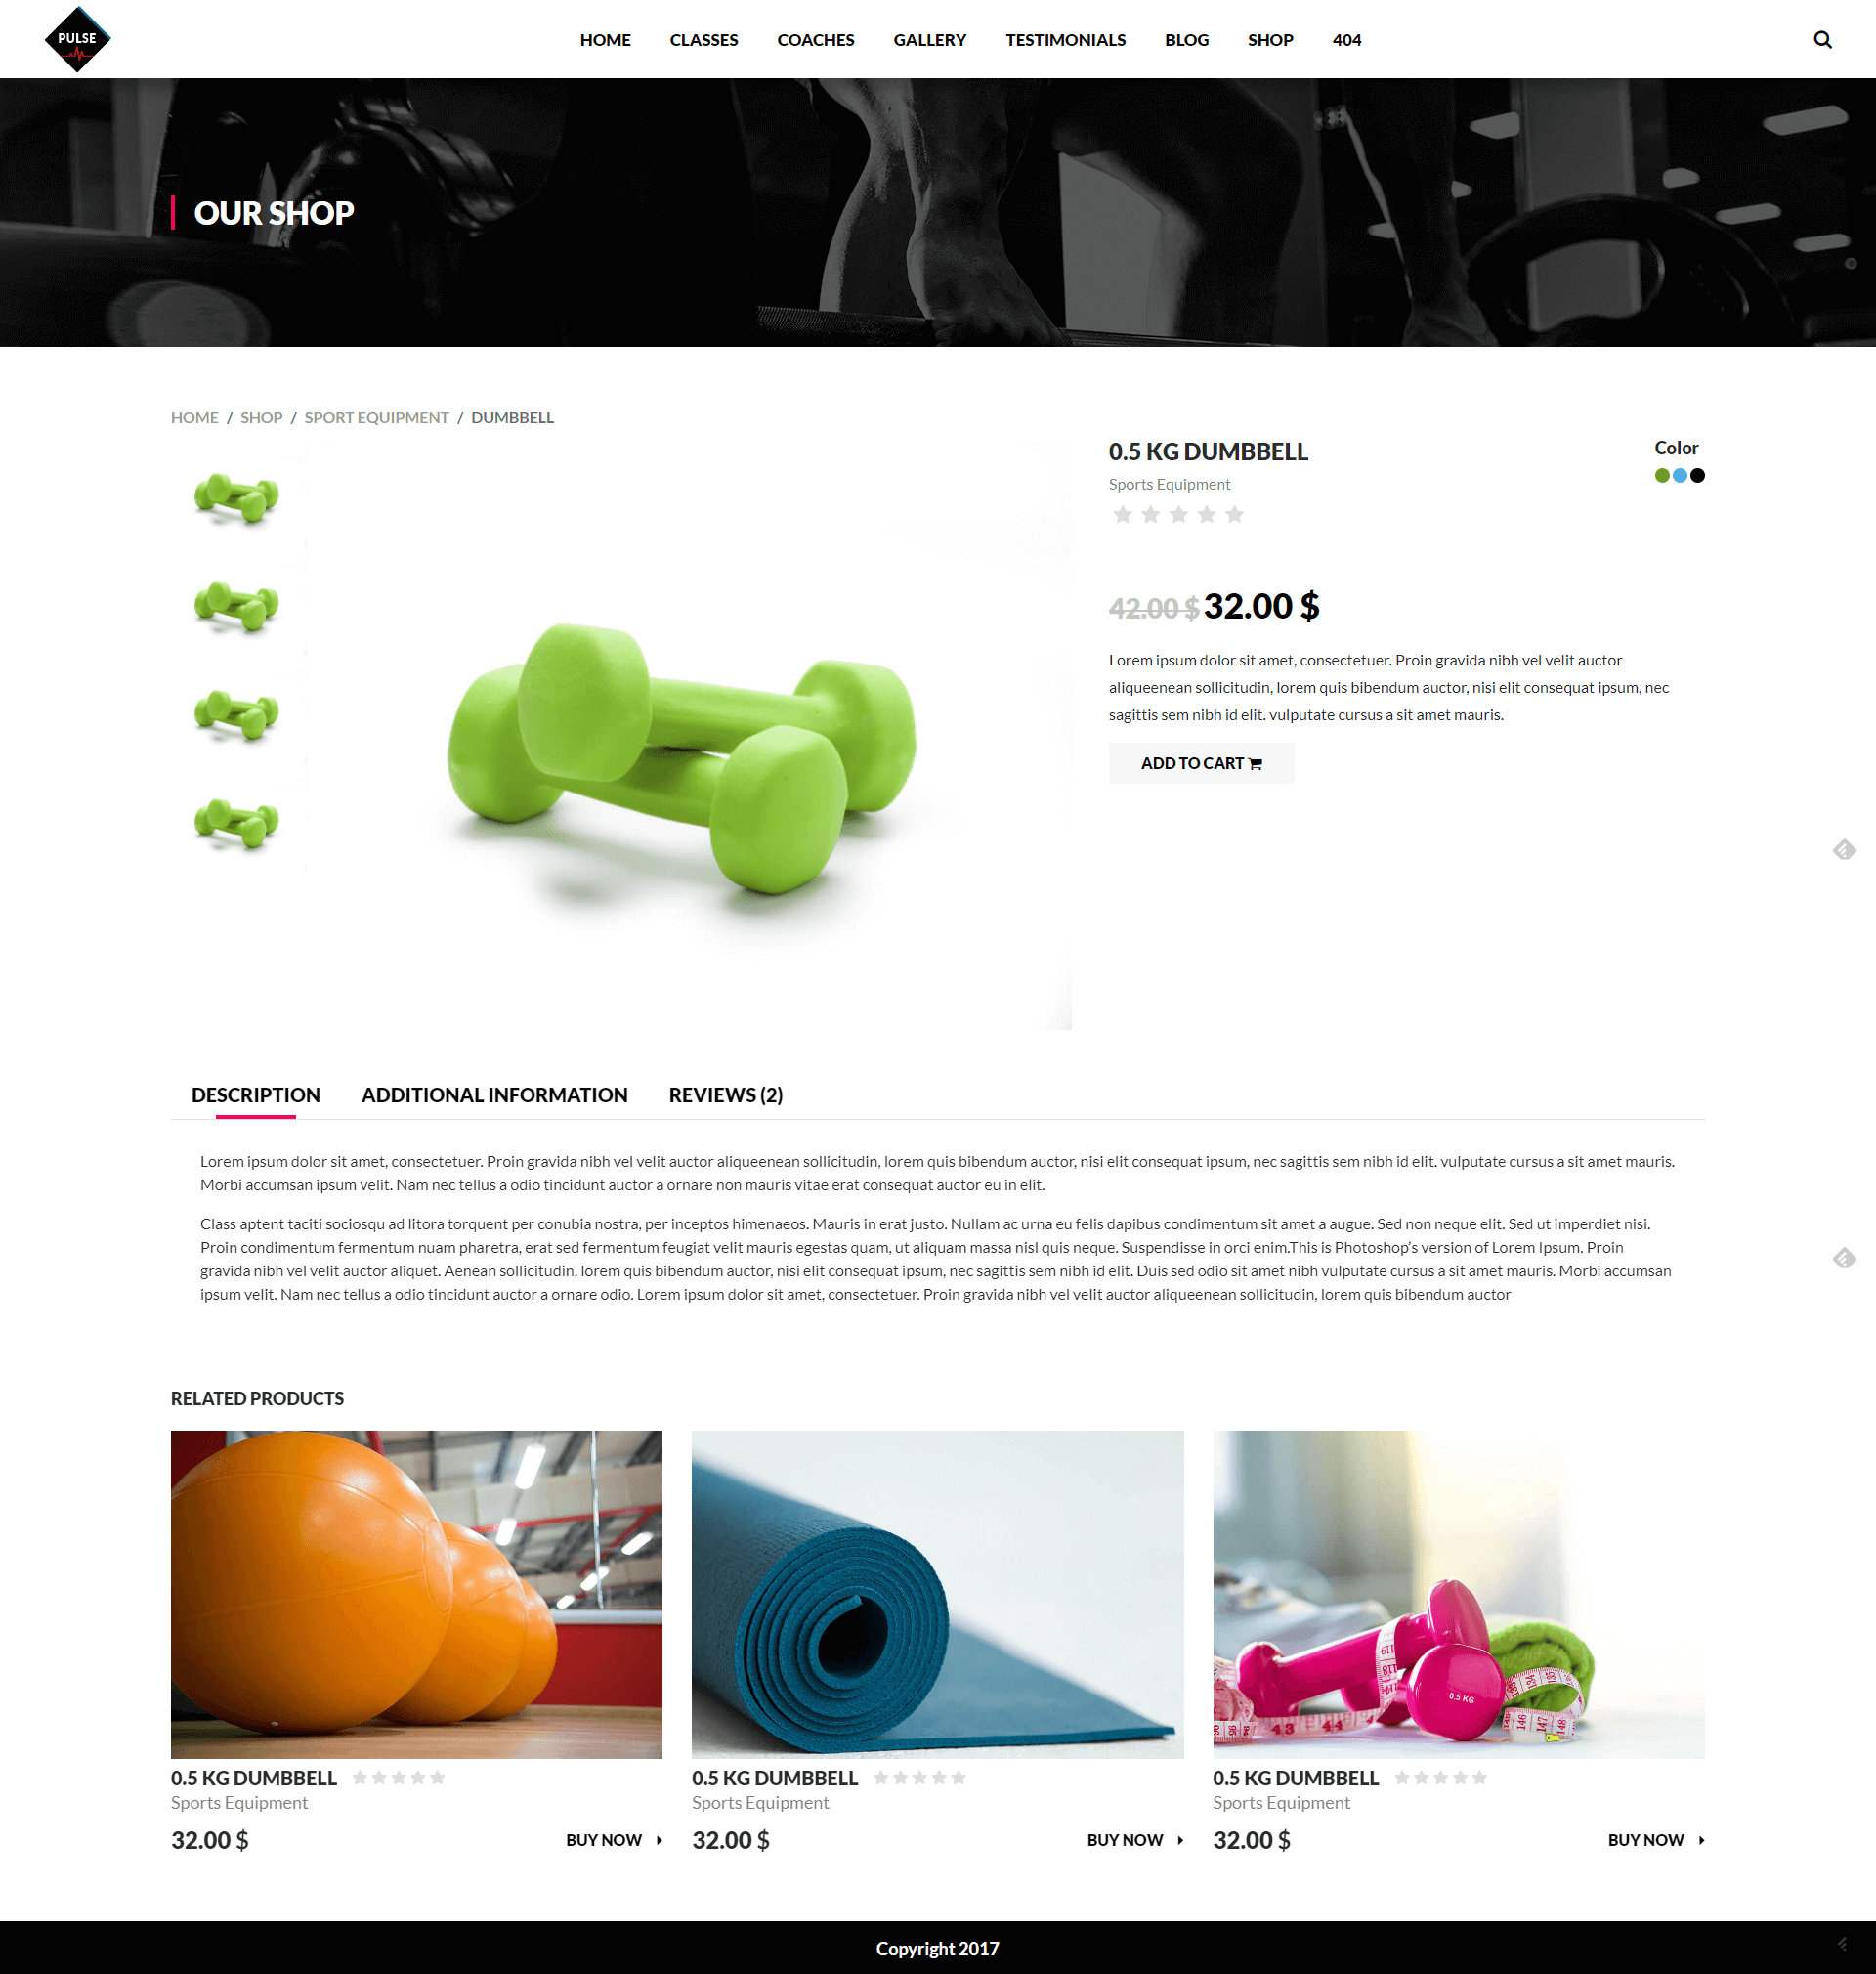 PULSE
HOME CLASSES COACHES GALLERY TESTIMONIALS BLOG SHOP 404
OUR SHOP
HOME / SHOP / SPORT EQUIPMENT / DUMBBELL
0.5 KG DUMBBELL
Color
Sports Equipment
42.00 $ 32.00 $
Lorem ipsum dolor sit amet, consectetuer. Proin gravida nibh vel velit auctor
aliqueenean sollicitudin, lorem quis bibendum auctor, nisi elit consequat ipsum, nec
sagittis sem nibh id elit. vulputate cursus a sit amet mauris.
ADD TO CART
DESCRIPTION ADDITIONAL INFORMATION REVIEWS (2)
Lorem ipsum dolor sit amet, consectetuer. Proin gravida nibh vel velit auctor aliqueenean sollicitudin, lorem quis bibendum auctor, nisi elit consequat ipsum, nec sagittis sem nibh id elit. vulputate cursus a sit amet mauris.
Morbi accumsan ipsum velit. Nam nec tellus a odio tincidunt auctor a ornare non mauris vitae erat consequat auctor eu in elit.
Class aptent taciti sociosqu ad litora torquent per conubia nostra, per inceptos himenaeos. Mauris in erat justo. Nullam ac urna eu felis dapibus condimentum sit amet a augue. Sed non neque elit. Sed ut imperdiet nisi.
Proin condimentum fermentum nuam pharetra, erat sed fermentum feugiat velit mauris egestas quam, ut aliquam massa nisl quis neque. Suspendisse in orci enim.This is Photoshop’s version of Lorem Ipsum. Proin
gravida nibh vel velit auctor aliquet. Aenean sollicitudin, lorem quis bibendum auctor, nisi elit consequat ipsum, nec sagittis sem nibh id elit. Duis sed odio sit amet nibh vulputate cursus a sit amet mauris. Morbi accumsan
ipsum velit. Nam nec tellus a odio tincidunt auctor a ornare odio. Lorem ipsum dolor sit amet, consectetuer. Proin gravida nibh vel velit auctor aliqueenean sollicitudin, lorem quis bibendum auctor
RELATED PRODUCTS
119
118
0.5 KG
43 44
146 147 148
0.5 KG DUMBBELL
Sports Equipment
32.00 $ BUY NOW
0.5 KG DUMBBELL
Sports Equipment
32.00 $ BUY NOW
0.5 KG DUMBBELL
Sports Equipment
32.00 $ BUY NOW
Copyright 2017